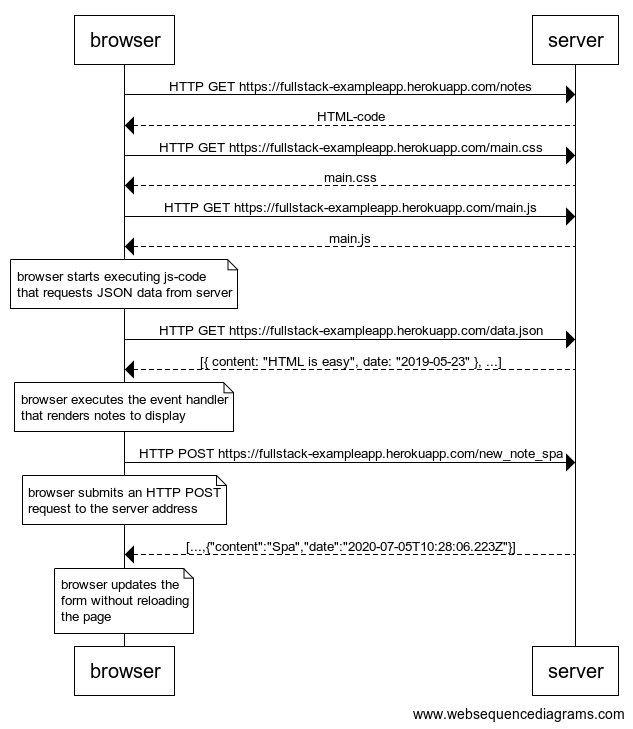 browser
server
HTTP GET https://fullstack-exampleapp.herokuapp.com/notes
HTML-code
HTTP GET https://fullstack-exampleapp.herokuapp.com/main.css
main.css
HTTP GET https://fullstack-exampleapp.herokuapp.com/main.js
main.js
browser starts executing js-code
that requests JSON data from server
HTTP GET https://fullstack-exampleapp.herokuapp.com/data.json
[{ content: "HTML is easy", date: "2019-05-23" }, ...]
browser executes the event handler
that renders notes to display
HTTP POST https://fullstack-exampleapp.herokuapp.com/new_note_spa
browser submits an HTTP POST
request to the server address
[...,{"content":"Spa","date":"2020-07-05T10:28:06.223Z"}]
browser updates the
form without reloading
the page
browser
server
www.websequencediagrams.com